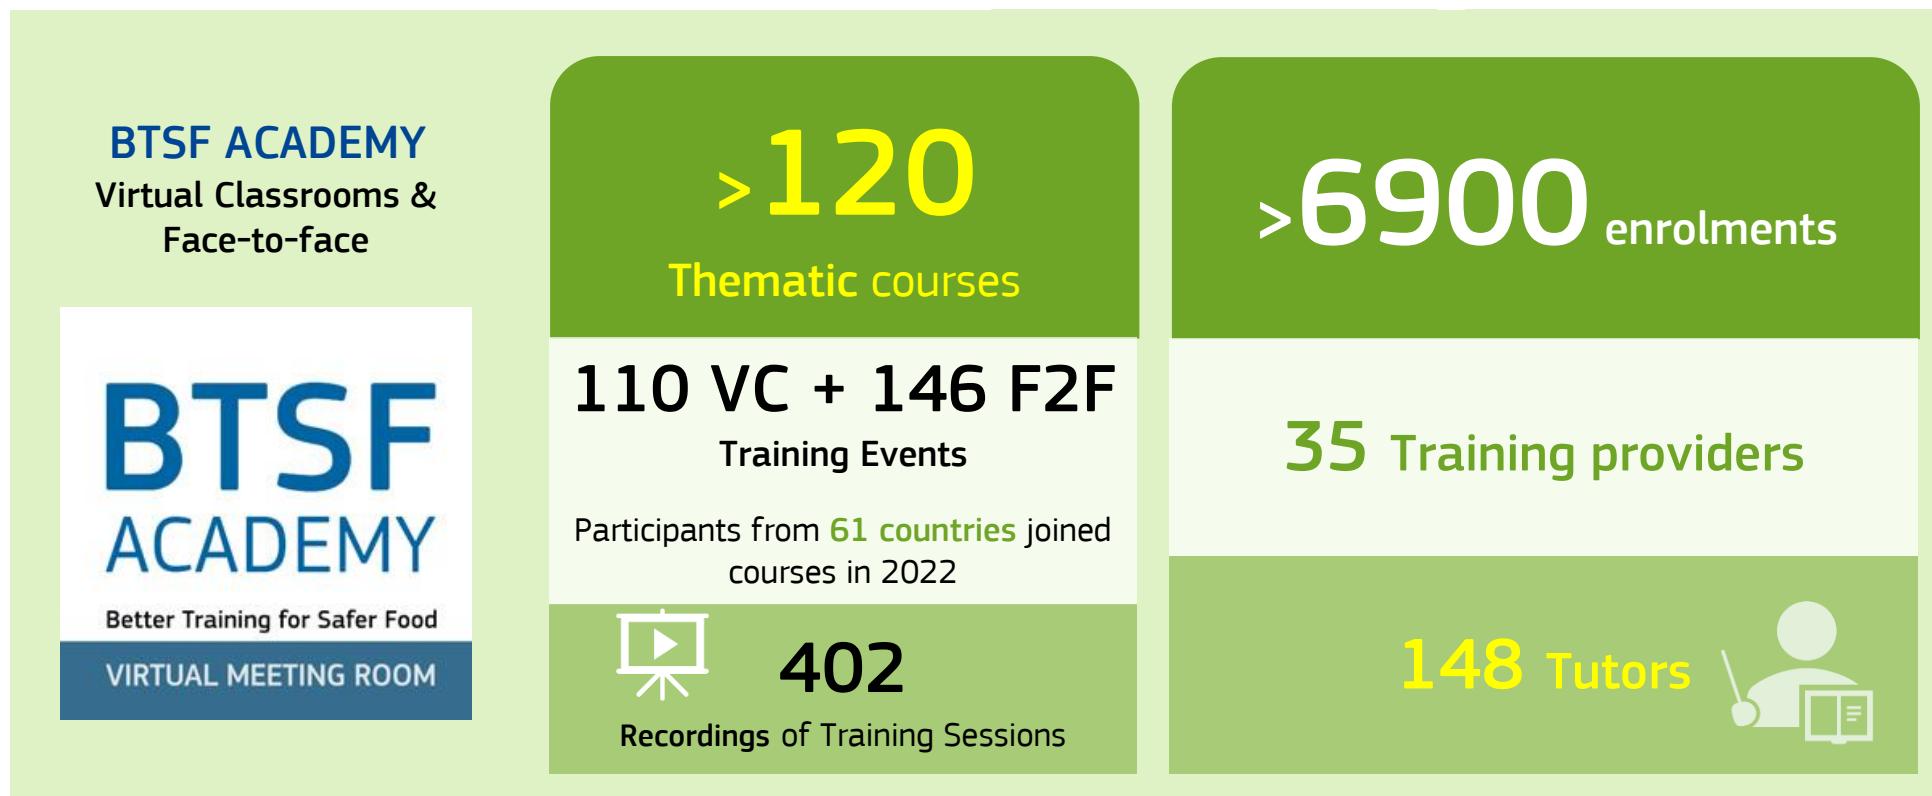 BTSF ACADEMY
Virtual Classrooms &
Face-to-face
BTSF
ACADEMY
Better Training for Safer Food
VIRTUAL MEETING ROOM
>120
Thematic courses
110 VC + 146 F2F
Training Events
Participants from 61 countries joined
courses in 2022
402
Recordings of Training Sessions
>6900 enrolments
35 Training providers
148 Tutors